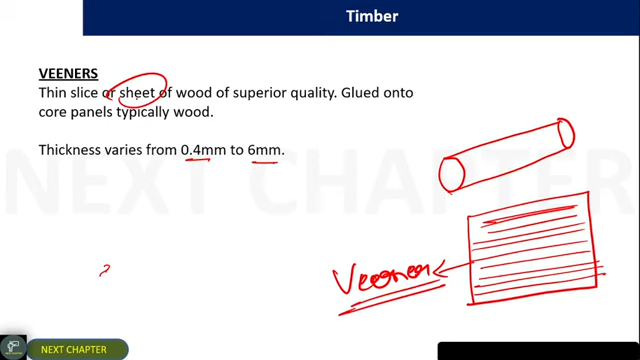 Timber
VEENERS
Thin slice or sheet of wood of superior quality. Glued onto
core panels typically wood.
Thickness varies from 0.4mm to 6mm.
NEXT CHAPTER
Veener
NEXT CHAPTER